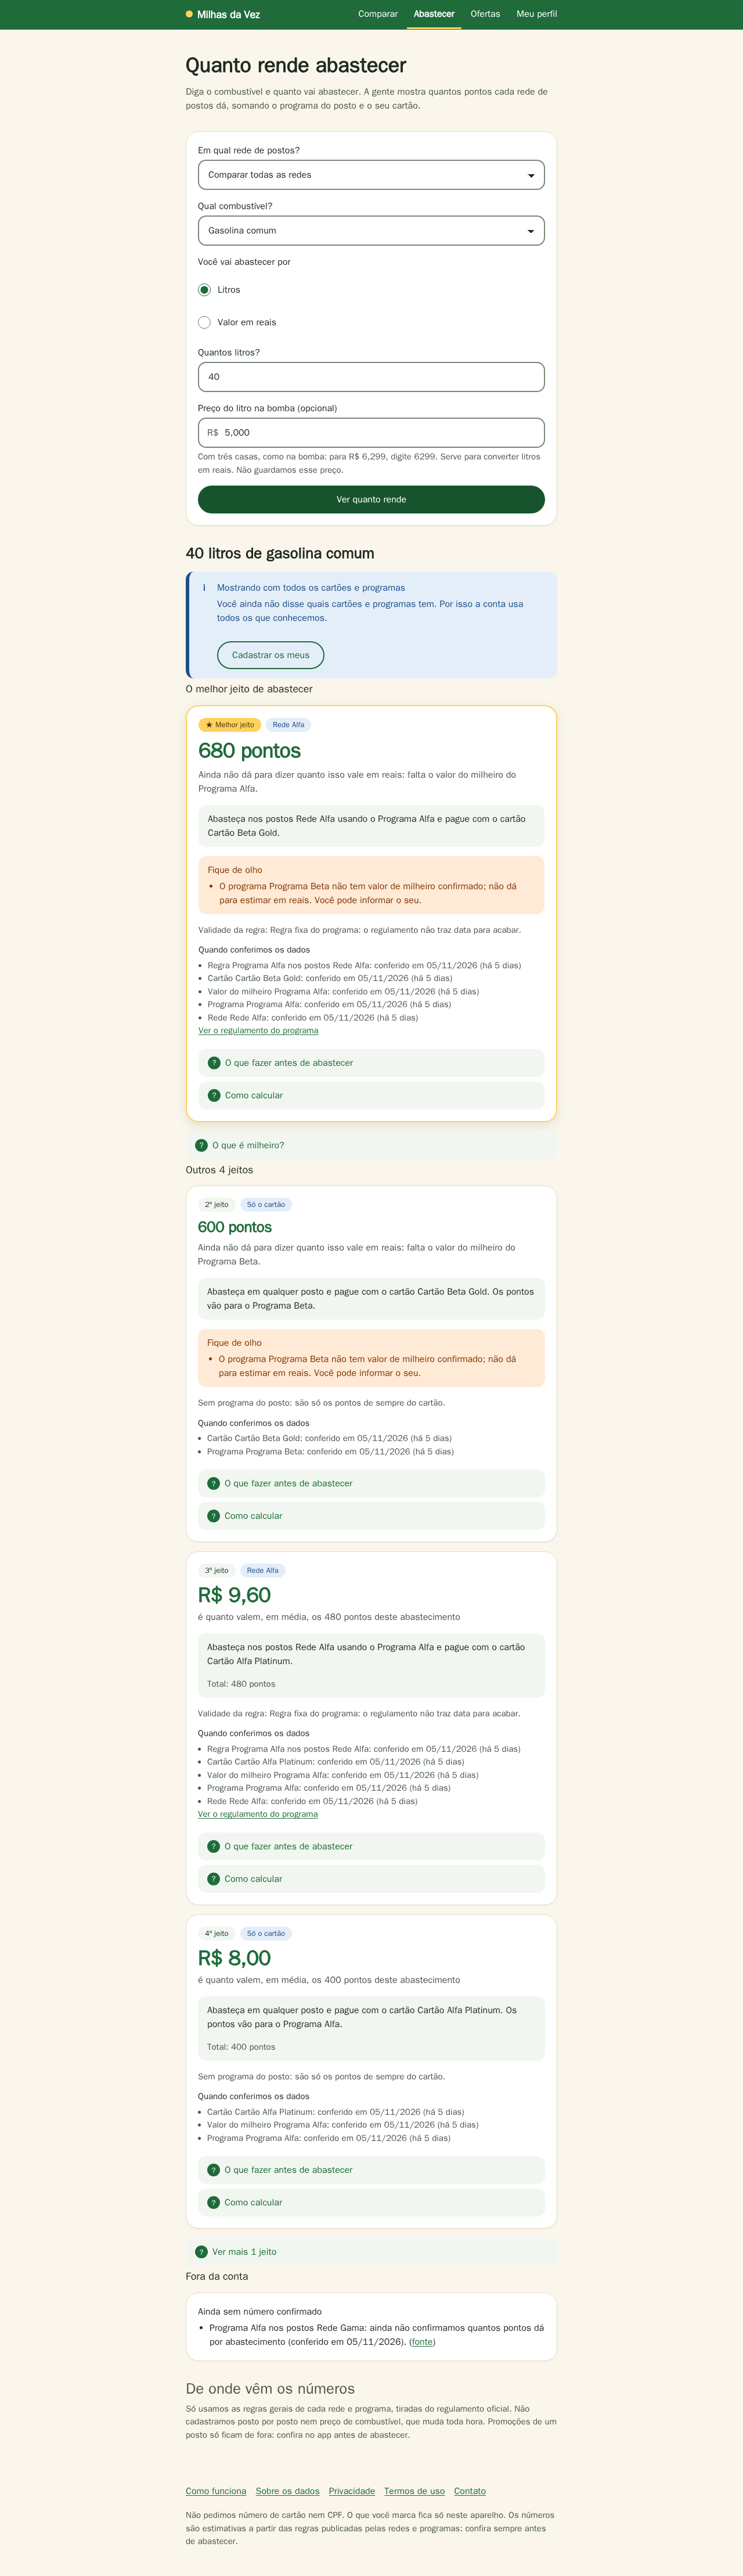 Milhas da Vez
Comparar
Abastecer
Ofertas
Meu perfil
Quanto rende abastecer
Diga o combustível e quanto vai abastecer. A gente mostra quantos pontos cada rede de
postos dá, somando o programa do posto e o seu cartão.
Em qual rede de postos?
Comparar todas as redes
Qual combustível?
Gasolina comum
Você vai abastecer por
Litros
Valor em reais
Quantos litros?
40
Preço do litro na bomba (opcional)
R$ 5,000
Com três casas, como na bomba: para R$ 6,299, digite 6299. Serve para converter litros
em reais. Não guardamos esse preço.
Ver quanto rende
40 litros de gasolina comum
i Mostrando com todos os cartões e programas
Você ainda não disse quais cartões e programas tem. Por isso a conta usa
todos os que conhecemos.
Cadastrar os meus
O melhor jeito de abastecer
★ Melhor jeito
Rede Alfa
680 pontos
Ainda não dá para dizer quanto isso vale em reais: falta o valor do milheiro do
Programa Alfa.
Abasteça nos postos Rede Alfa usando o Programa Alfa e pague com o cartão
Cartão Beta Gold.
Fique de olho
• O programa Programa Beta não tem valor de milheiro confirmado; não dá
para estimar em reais. Você pode informar o seu.
Validade da regra: Regra fixa do programa: o regulamento não traz data para acabar.
Quando conferimos os dados
• Regra Programa Alfa nos postos Rede Alfa: conferido em 05/11/2026 (há 5 dias)
• Cartão Cartão Beta Gold: conferido em 05/11/2026 (há 5 dias)
• Valor do milheiro Programa Alfa: conferido em 05/11/2026 (há 5 dias)
• Programa Programa Alfa: conferido em 05/11/2026 (há 5 dias)
• Rede Rede Alfa: conferido em 05/11/2026 (há 5 dias)
Ver o regulamento do programa
? O que fazer antes de abastecer
? Como calcular
? O que é milheiro?
Outros 4 jeitos
2º jeito
Só o cartão
600 pontos
Ainda não dá para dizer quanto isso vale em reais: falta o valor do milheiro do
Programa Beta.
Abasteça em qualquer posto e pague com o cartão Cartão Beta Gold. Os pontos
vão para o Programa Beta.
Fique de olho
• O programa Programa Beta não tem valor de milheiro confirmado; não dá
para estimar em reais. Você pode informar o seu.
Sem programa do posto: são só os pontos de sempre do cartão.
Quando conferimos os dados
• Cartão Cartão Beta Gold: conferido em 05/11/2026 (há 5 dias)
• Programa Programa Beta: conferido em 05/11/2026 (há 5 dias)
? O que fazer antes de abastecer
? Como calcular
3º jeito
Rede Alfa
R$ 9,60
é quanto valem, em média, os 480 pontos deste abastecimento
Abasteça nos postos Rede Alfa usando o Programa Alfa e pague com o cartão
Cartão Alfa Platinum.
Total: 480 pontos
Validade da regra: Regra fixa do programa: o regulamento não traz data para acabar.
Quando conferimos os dados
• Regra Programa Alfa nos postos Rede Alfa: conferido em 05/11/2026 (há 5 dias)
• Cartão Cartão Alfa Platinum: conferido em 05/11/2026 (há 5 dias)
• Valor do milheiro Programa Alfa: conferido em 05/11/2026 (há 5 dias)
• Programa Programa Alfa: conferido em 05/11/2026 (há 5 dias)
• Rede Rede Alfa: conferido em 05/11/2026 (há 5 dias)
Ver o regulamento do programa
? O que fazer antes de abastecer
? Como calcular
4º jeito
Só o cartão
R$ 8,00
é quanto valem, em média, os 400 pontos deste abastecimento
Abasteça em qualquer posto e pague com o cartão Cartão Alfa Platinum. Os
pontos vão para o Programa Alfa.
Total: 400 pontos
Sem programa do posto: são só os pontos de sempre do cartão.
Quando conferimos os dados
• Cartão Cartão Alfa Platinum: conferido em 05/11/2026 (há 5 dias)
• Valor do milheiro Programa Alfa: conferido em 05/11/2026 (há 5 dias)
• Programa Programa Alfa: conferido em 05/11/2026 (há 5 dias)
? O que fazer antes de abastecer
? Como calcular
? Ver mais 1 jeito
Fora da conta
Ainda sem número confirmado
• Programa Alfa nos postos Rede Gama: ainda não confirmamos quantos pontos dá
por abastecimento (conferido em 05/11/2026). (fonte)
De onde vêm os números
Só usamos as regras gerais de cada rede e programa, tiradas do regulamento oficial. Não
cadastramos posto por posto nem preço de combustível, que muda toda hora. Promoções de um
posto só ficam de fora: confira no app antes de abastecer.
Como funciona
Sobre os dados
Privacidade
Termos de uso
Contato
Não pedimos número de cartão nem CPF. O que você marca fica só neste aparelho. Os números
são estimativas a partir das regras publicadas pelas redes e programas: confira sempre antes
de abastecer.